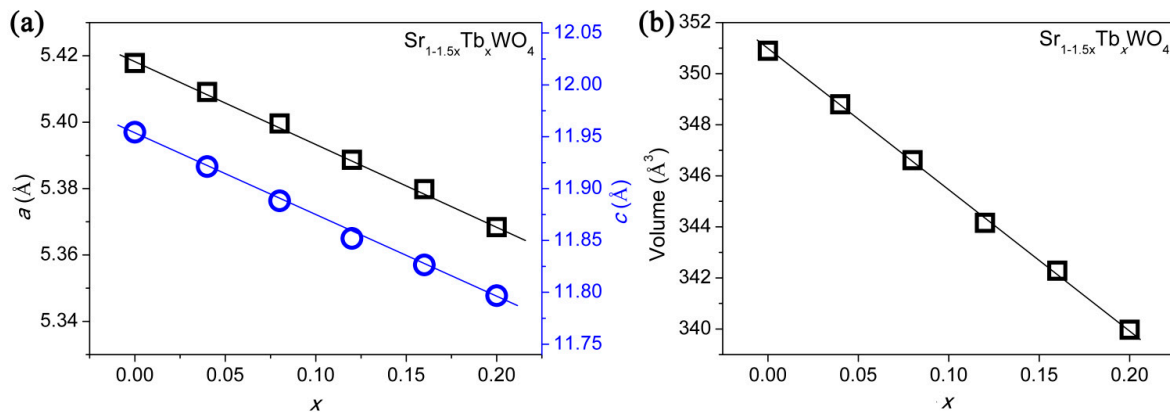 (a)
Sr1-1.5xTbxWO4
5.42
5.40
5.38
5.36
5.34
a (Å)
12.05
12.00
11.95
11.90
11.85
11.80
11.75
c (Å)
0.00 0.05 0.10 0.15 0.20
x
(b)
Sr1-1.5xTbxWO4
352
350
348
346
344
342
340
Volume (Å3)
0.00 0.05 0.10 0.15 0.20
x